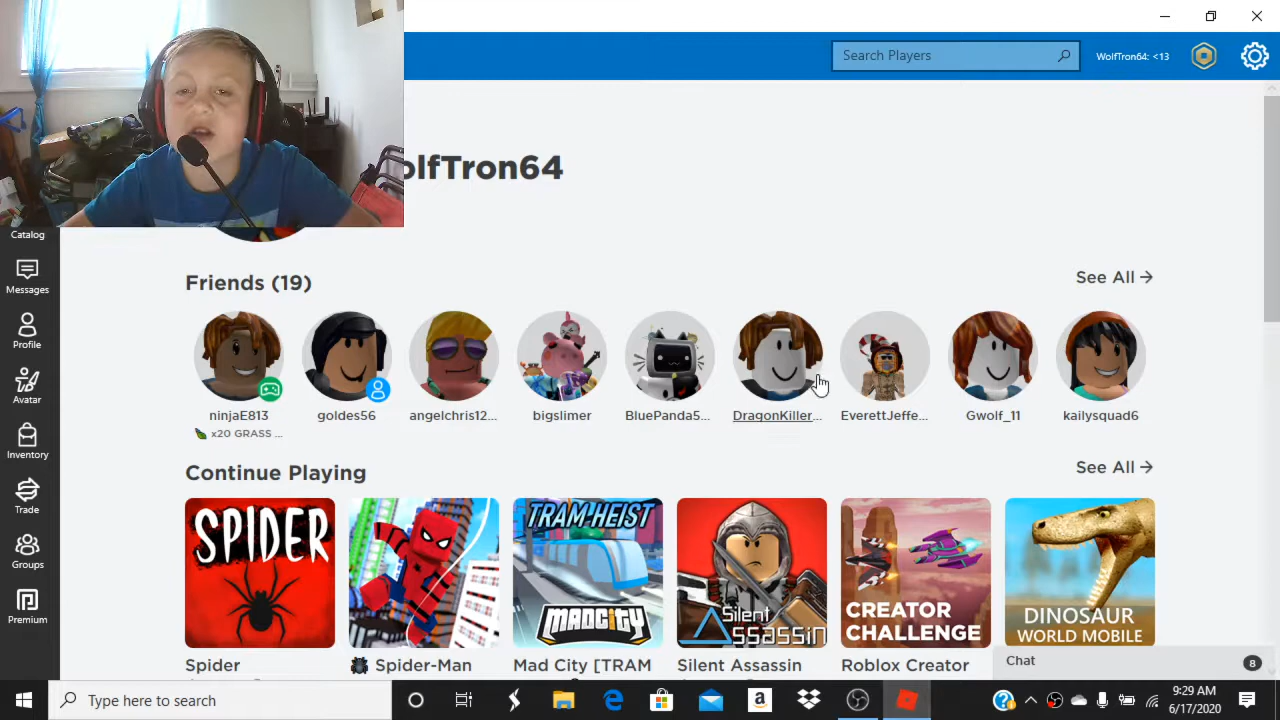 Search Players
WolfTron64: <13
olfTron64
Catalog
Messages
Profile
Avatar
Inventory
Trade
Groups
Premium
Friends (19)
See All
ninjaE813
goldes56
angelchris12...
bigslimer
BluePanda5...
DragonKiller...
EverettJeffe...
Gwolf_11
kailysquad6
x20 GRASS ...
Continue Playing
See All
SPIDER
TRAM HEIST
MADCITY
Silent
Assassin
CREATOR
CHALLENGE
DINOSAUR
WORLD MOBILE
Spider
Spider-Man
Mad City [TRAM
Silent Assassin
Roblox Creator
Chat
8
Type here to search
a
9:29 AM
6/17/2020